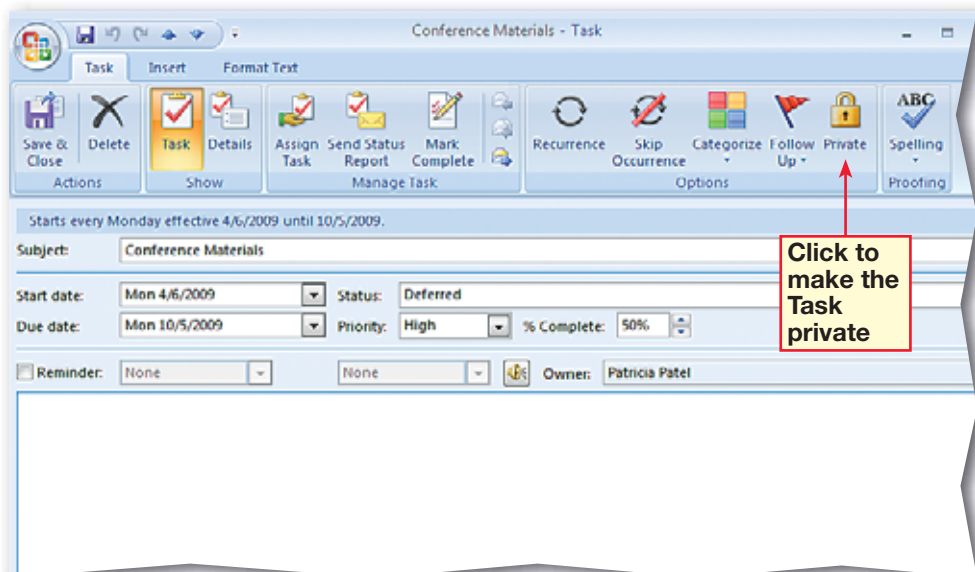 Conference Materials - Task
Task Insert Format Text
Save & Close
Delete
Task
Details
Assign Task
Send Status Report
Mark Complete
Recurrence
Skip Occurrence
Categorize
Follow Up
Private
ABC
Spelling
Actions Show Manage Task Options Proofing
Starts every Monday effective 4/6/2009 until 10/5/2009.
Subject: Conference Materials
Start date: Mon 4/6/2009 Status: Deferred
Due date: Mon 10/5/2009 Priority: High % Complete: 50%
Reminder: None None Owner: Patricia Patel
Click to
make the
Task
private